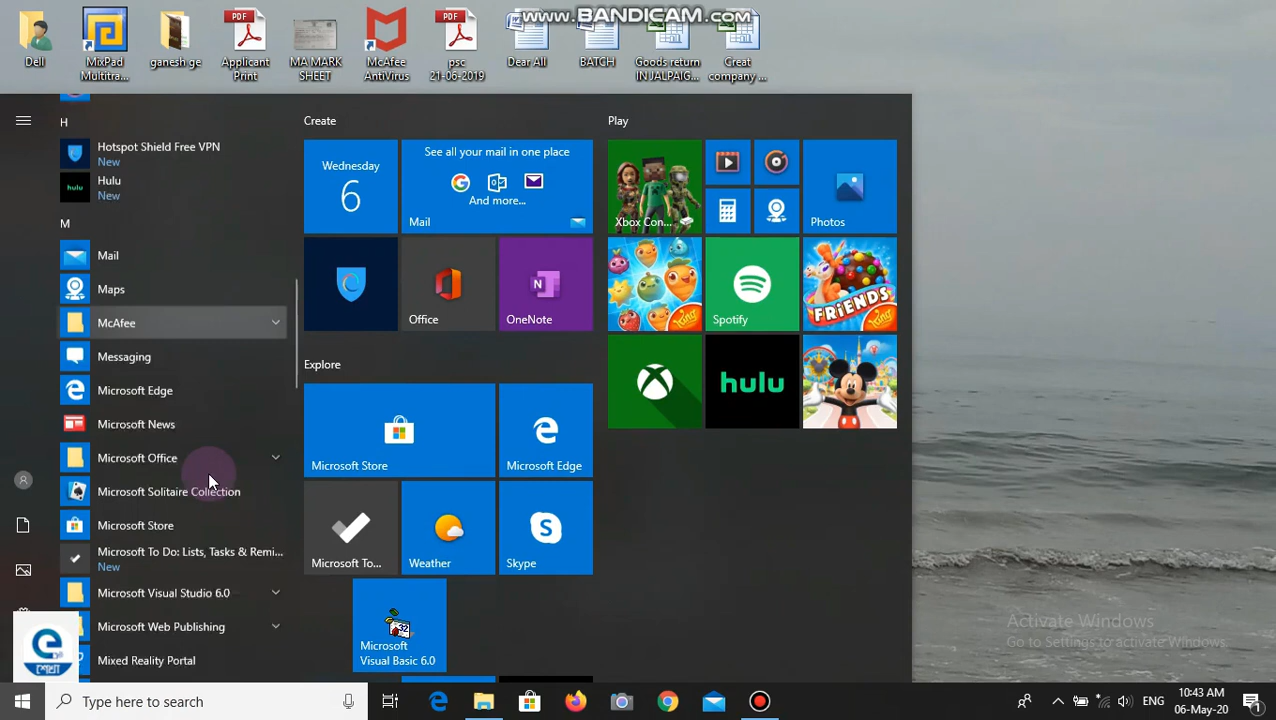 www.BANDICAM.com
Dell
MixPad
Multitra...
ganesh ge
PDF
Applicant
Print
MA MARK
SHEET
McAfee
AntiVirus
PDF
psc
21-06-2019
Dear All
BATCH
Goods return
IN JALPAIG...
Creat
company ...
H
Hotspot Shield Free VPN
New
hulu
Hulu
New
M
Mail
Maps
McAfee
Messaging
Microsoft Edge
Microsoft News
Microsoft Office
Microsoft Solitaire Collection
Microsoft Store
Microsoft To Do: Lists, Tasks & Remi...
New
Microsoft Visual Studio 6.0
Microsoft Web Publishing
Mixed Reality Portal
Create
Wednesday
6
See all your mail in one place
And more...
Mail
Office
OneNote
Explore
Microsoft Store
Microsoft Edge
Microsoft To...
Weather
Skype
Microsoft
Visual Basic 6.0
Play
Xbox Con...
Photos
King
Spotify
FRIENDS
King
hulu
Activate Windows
Go to Settings to activate Windows.
Type here to search
ENG
10:43 AM
06-May-20
1